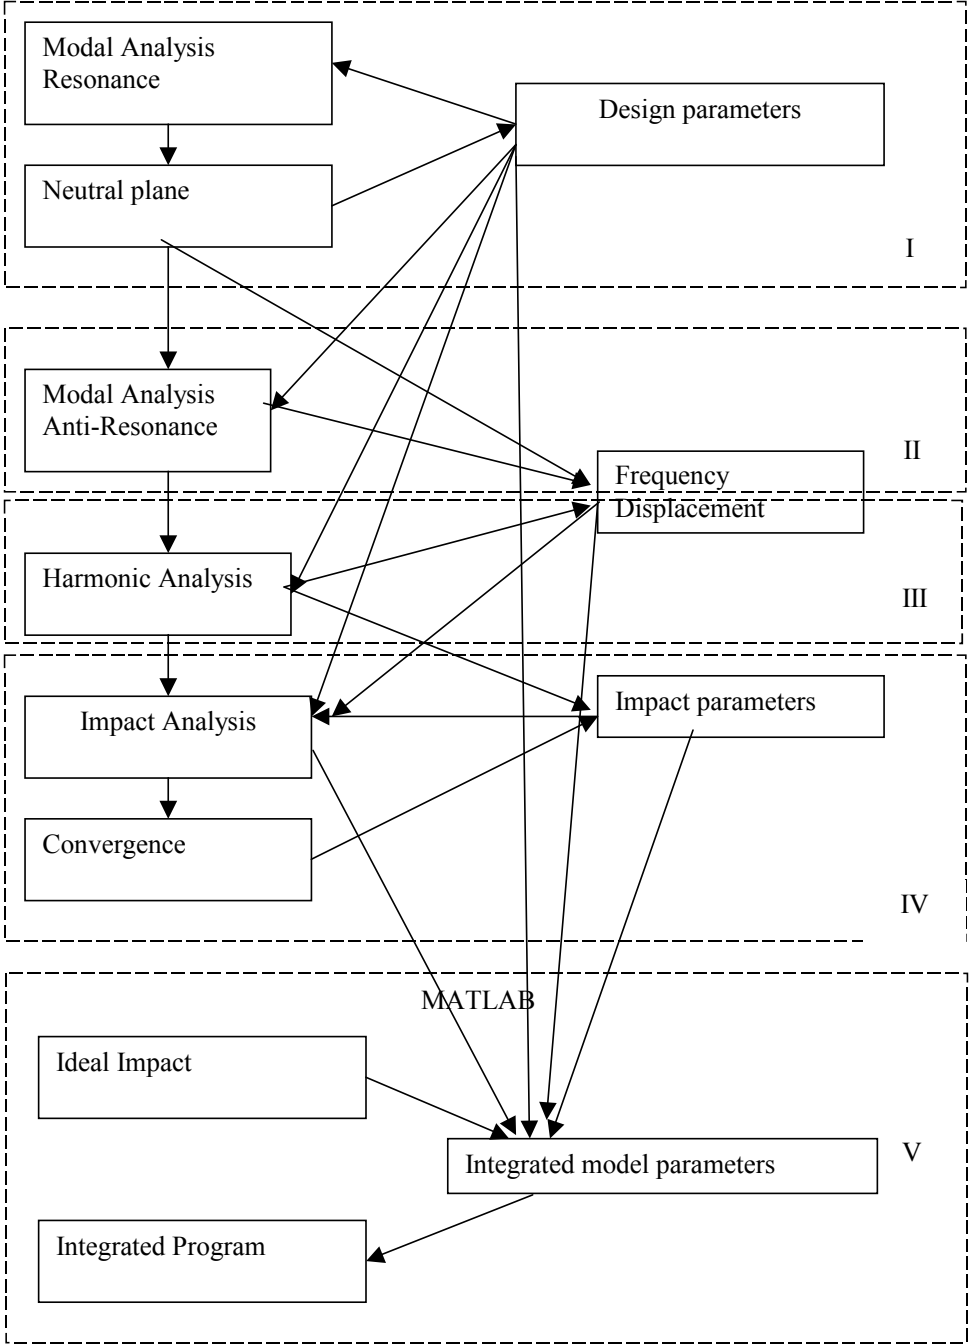 Modal Analysis
Resonance
Design parameters
Neutral plane
I
Modal Analysis
Anti-Resonance
II
Frequency
Displacement
Harmonic Analysis
III
Impact Analysis
Impact parameters
Convergence
IV
MATLAB
Ideal Impact
V
Integrated model parameters
Integrated Program